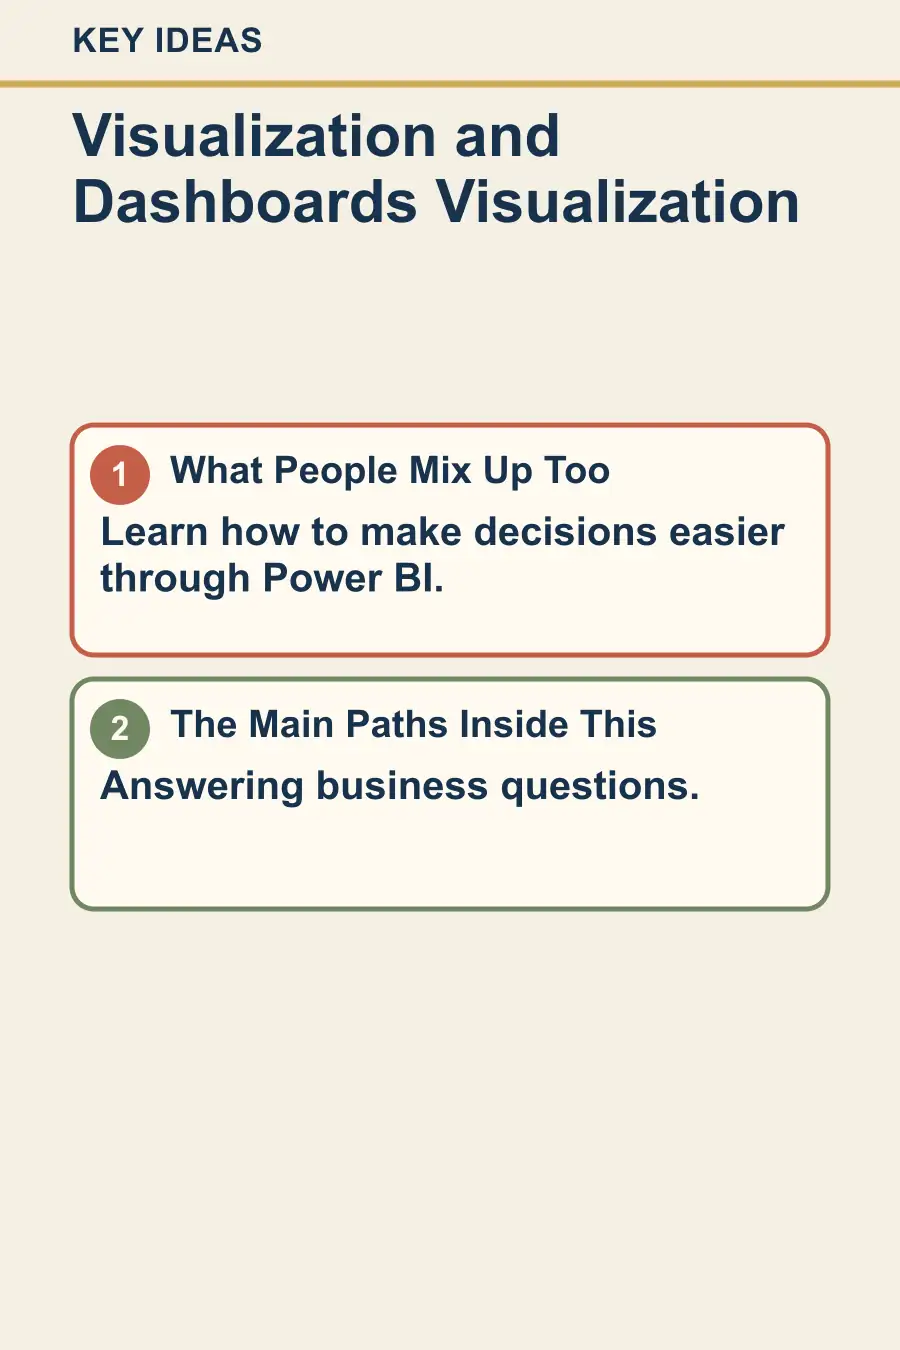 KEY IDEAS
Visualization and
Dashboards Visualization
1 What People Mix Up Too
Learn how to make decisions easier
through Power BI.
2 The Main Paths Inside This
Answering business questions.